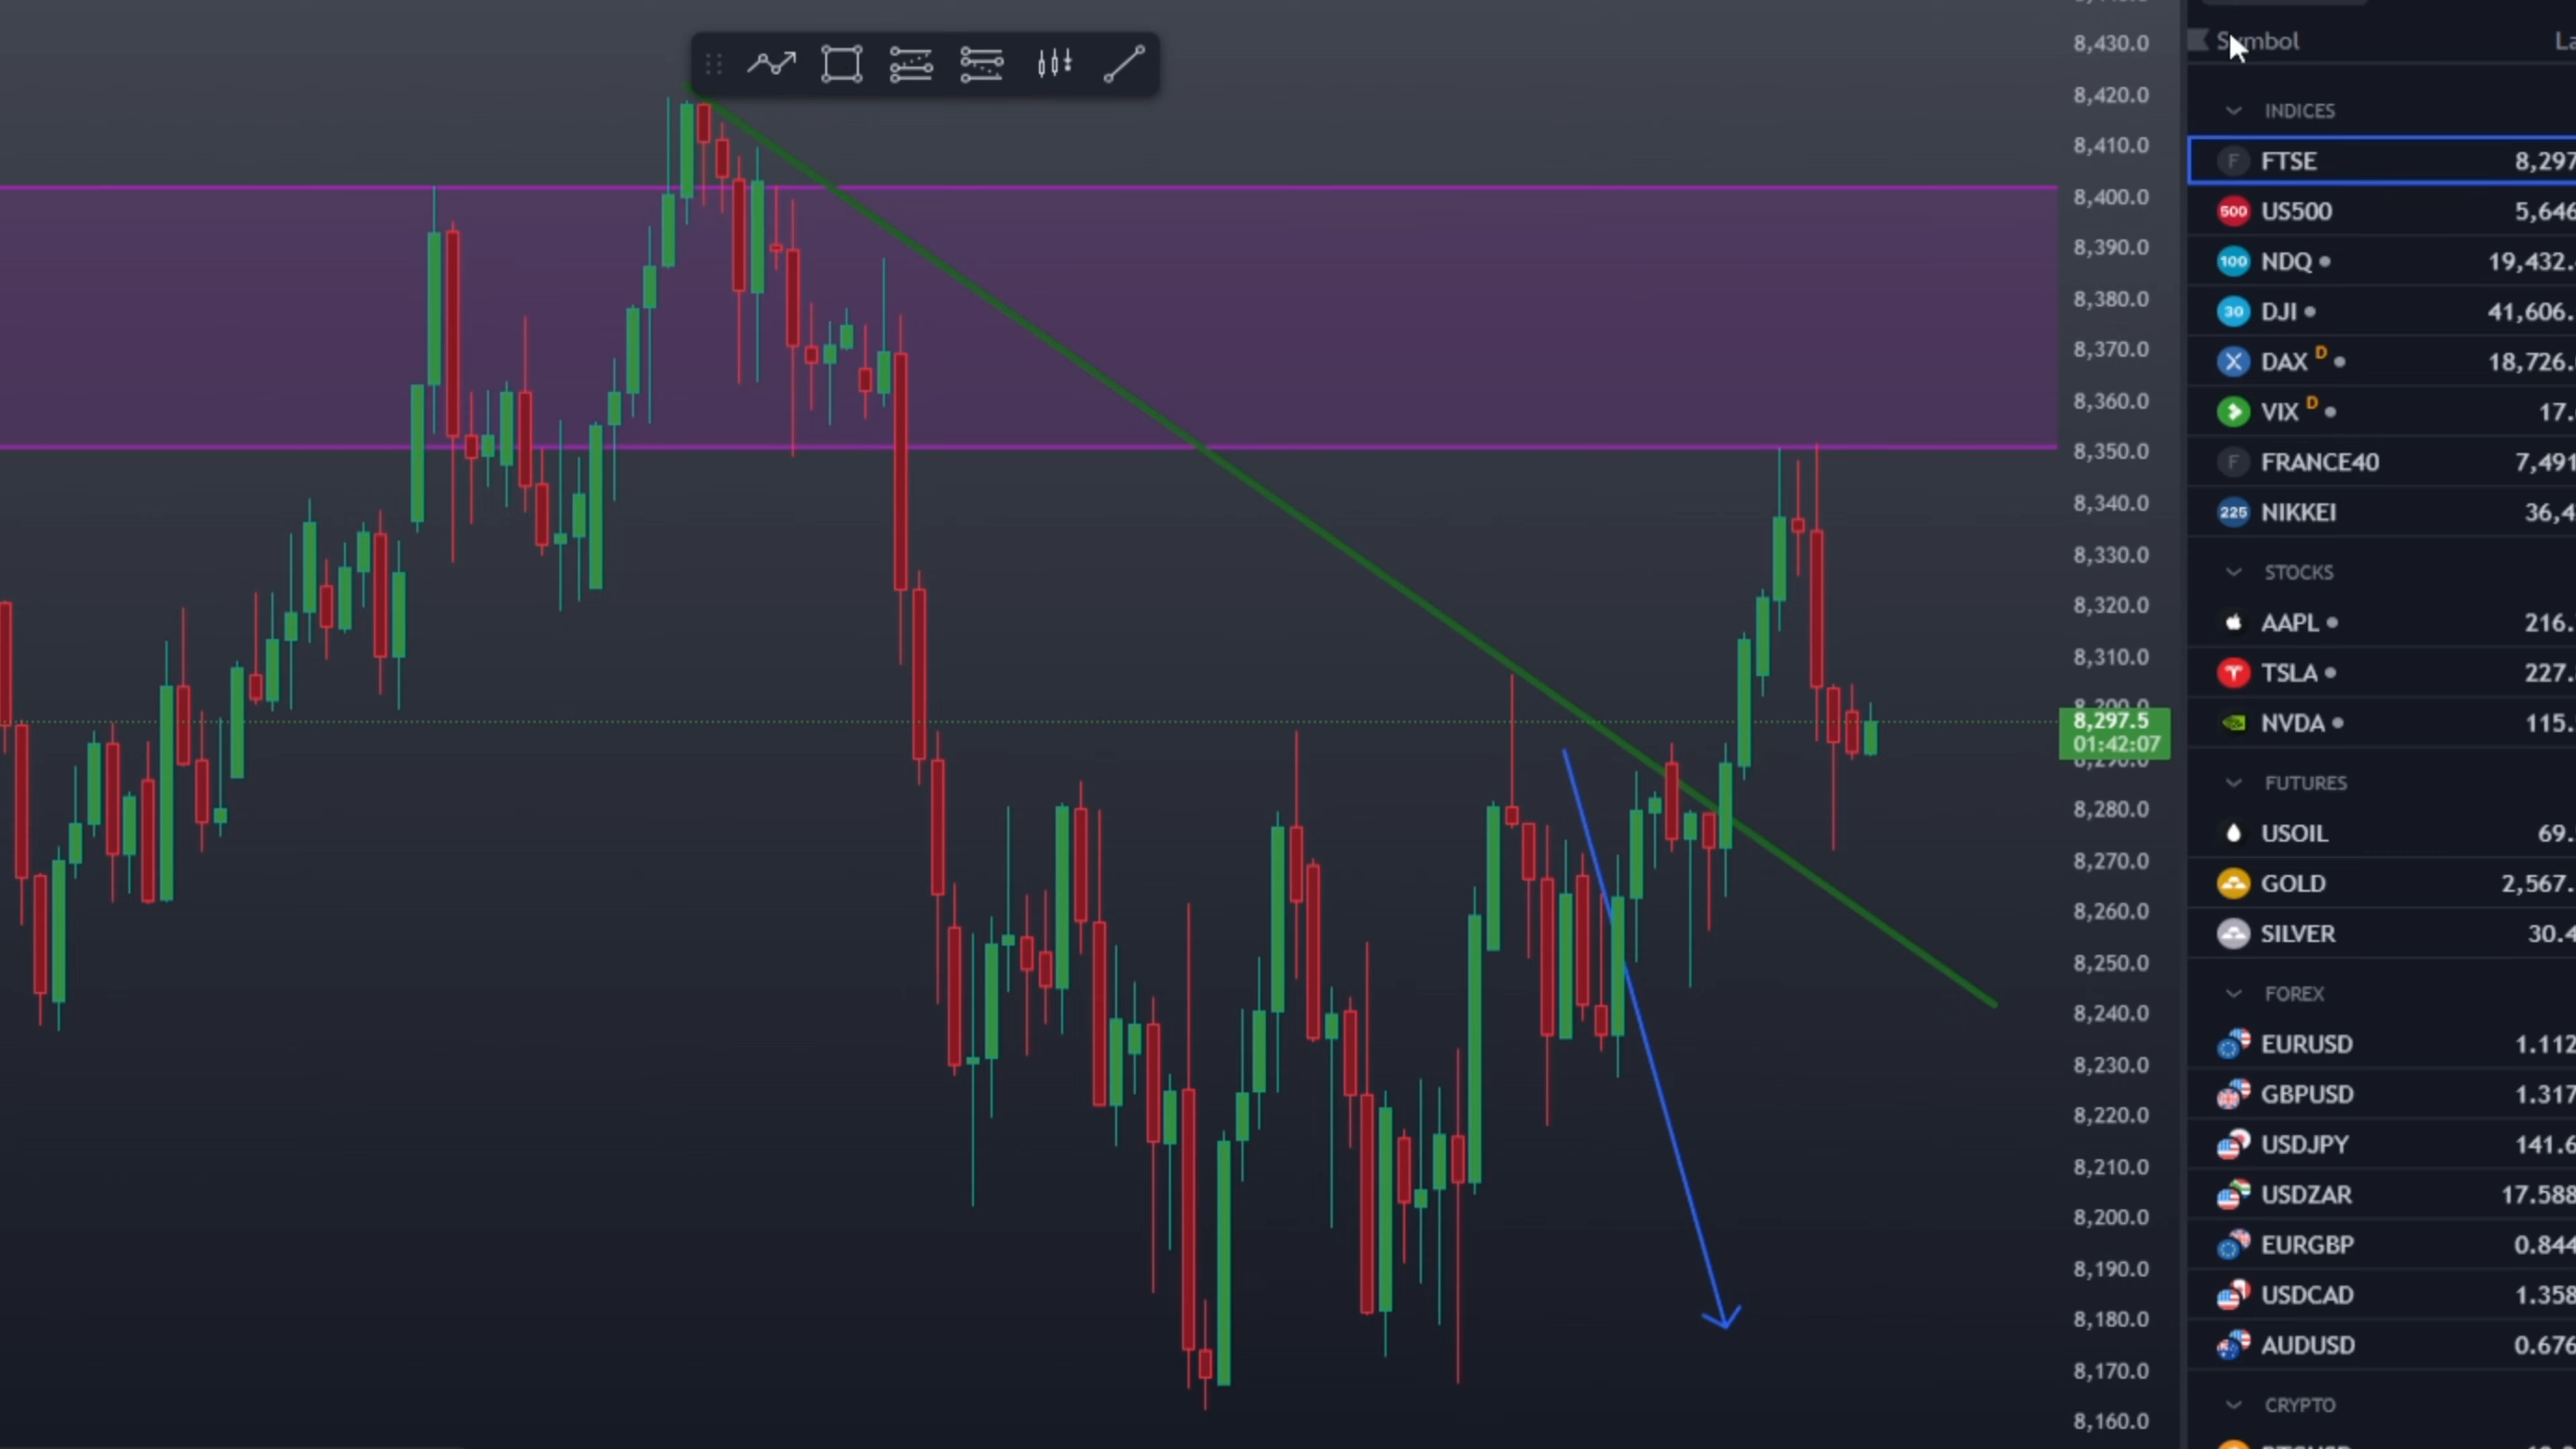 8,430.0
8,420.0
8,410.0
8,400.0
8,390.0
8,380.0
8,370.0
8,360.0
8,350.0
8,340.0
8,330.0
8,320.0
8,310.0
8,297.5
01:42:07
8,280.0
8,270.0
8,260.0
8,250.0
8,240.0
8,230.0
8,220.0
8,210.0
8,200.0
8,190.0
8,180.0
8,170.0
8,160.0
Symbol La
INDICES
F FTSE 8,297
500 US500 5,646
100 NDQ 19,432.
30 DJI 41,606.
DAX D 18,726.
VIX D 17.
F FRANCE40 7,491
225 NIKKEI 36,4
STOCKS
AAPL 216.
TSLA 227.
NVDA 115.
FUTURES
USOIL 69.
GOLD 2,567.
SILVER 30.4
FOREX
EURUSD 1.112
GBPUSD 1.317
USDJPY 141.6
USDZAR 17.588
EURGBP 0.844
USDCAD 1.358
AUDUSD 0.676
CRYPTO